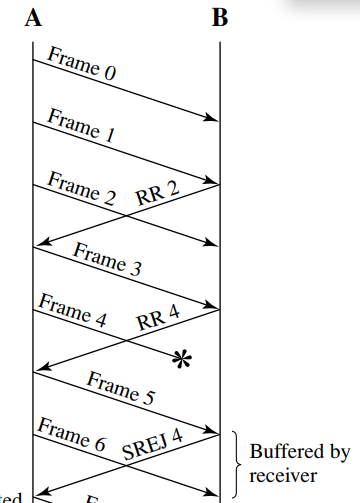 A
B
Frame 0
Frame 1
Frame 2
RR 2
Frame 3
Frame 4
RR 4
Frame 5
Frame 6
SREJ 4
Buffered by
receiver